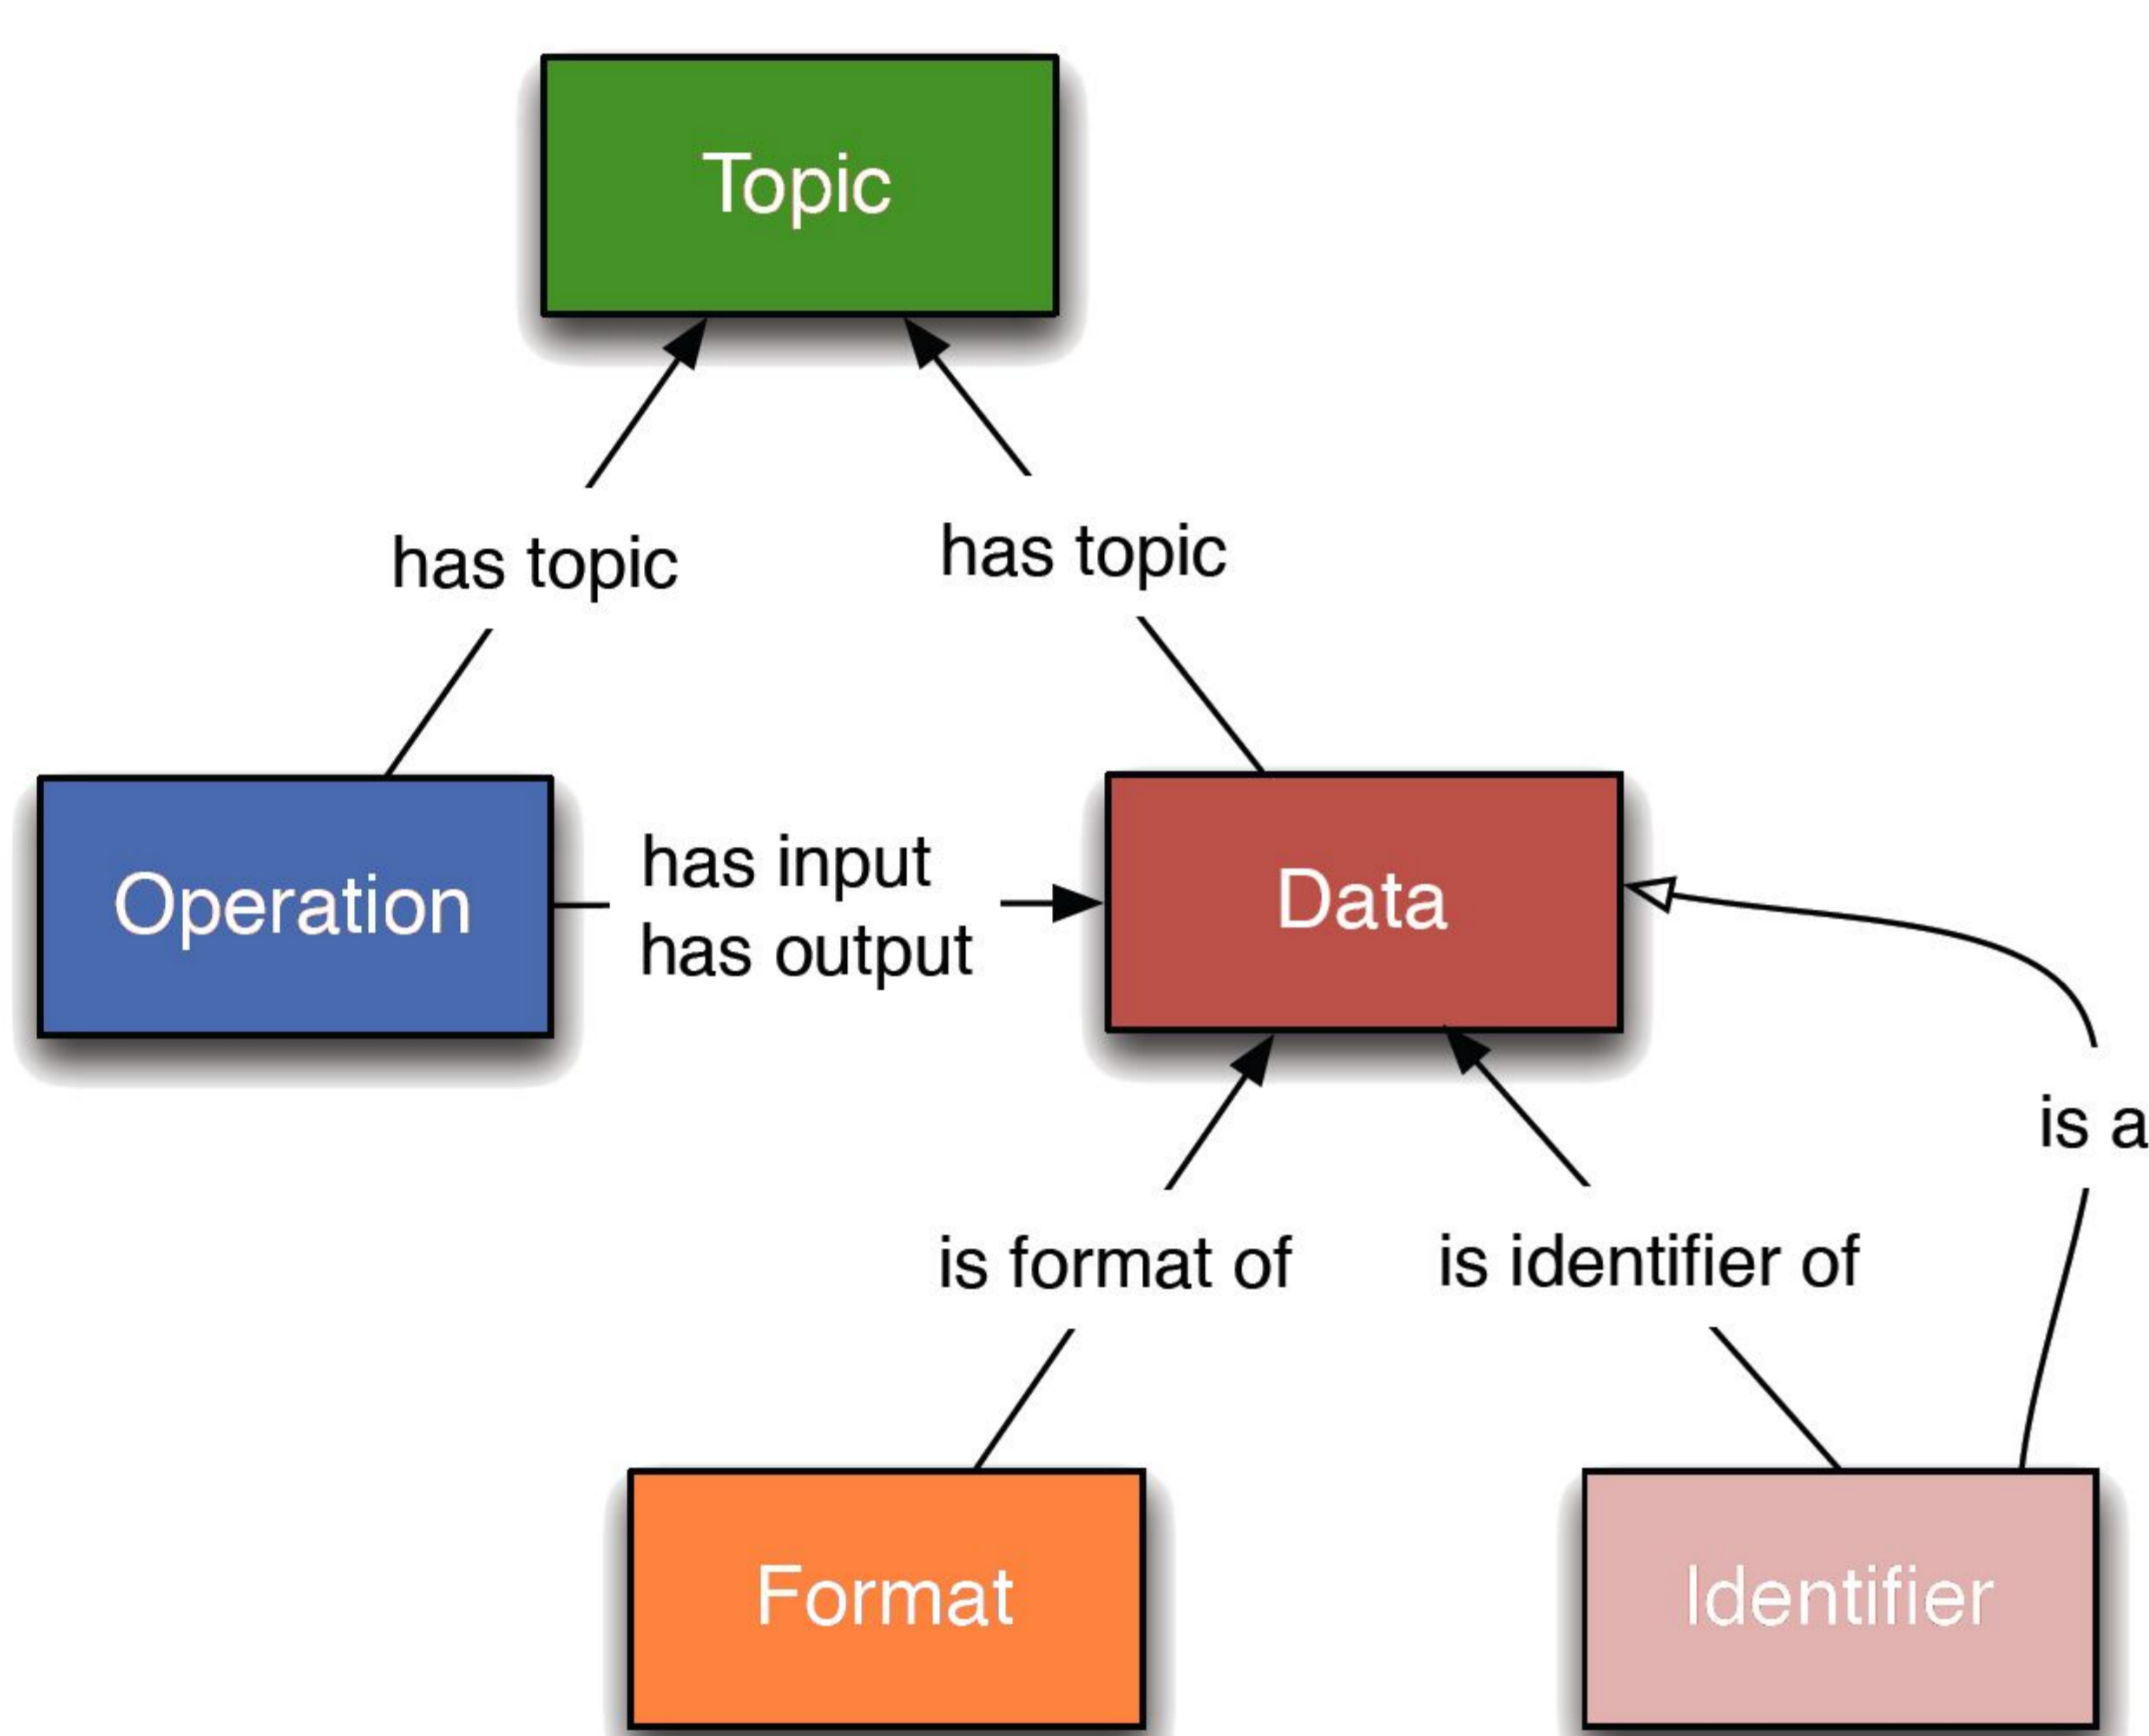 Topic
has topic
has topic
Operation
has input
has output
Data
is a
is format of
is identifier of
Format
Identifier